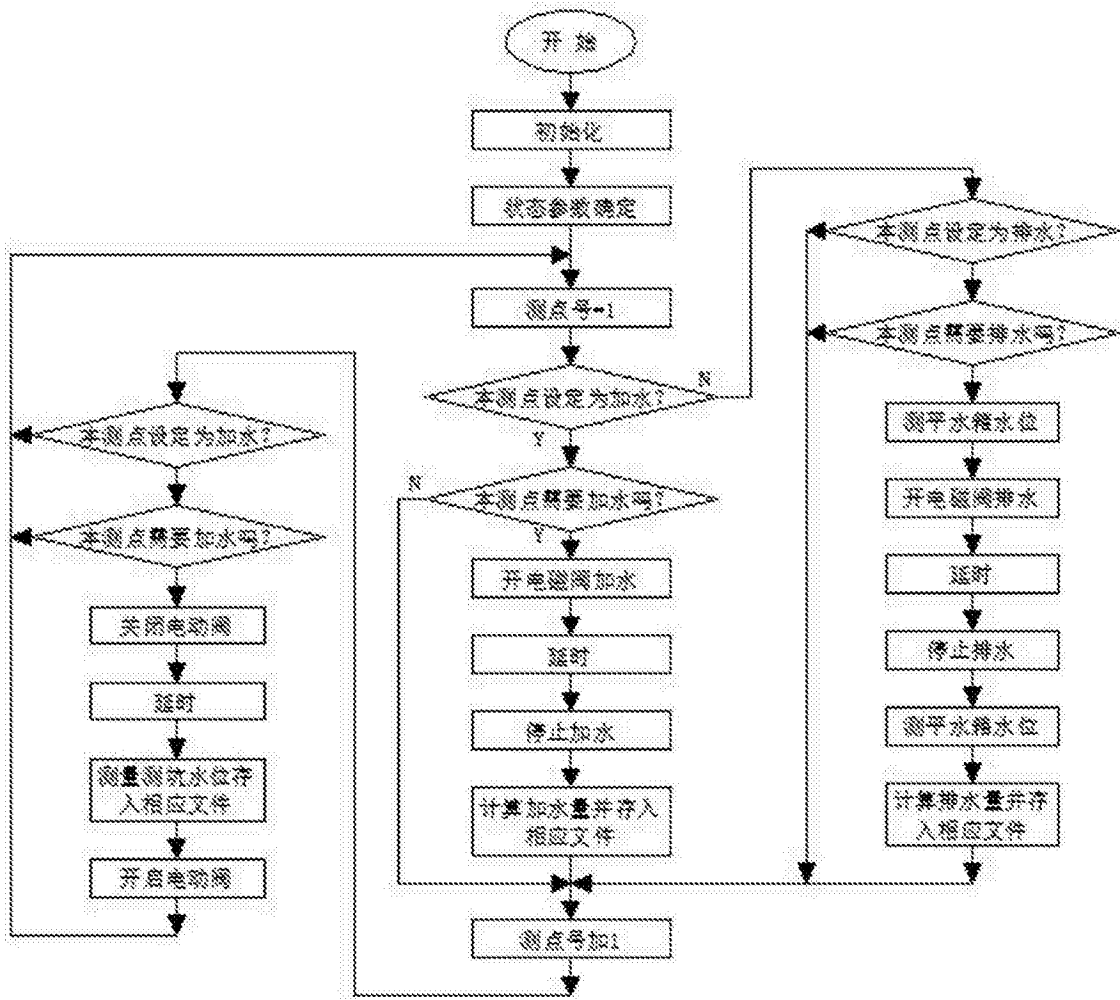 开 始
初始化
状态参数确定
测点号=1
本测点设定为加水?
N
Y
本测点需要加水吗?
N
Y
开电磁阀加水
延时
停止加水
计算加水量并存入
相应文件
测点号加1
本测点设定为排水?
本测点需要排水吗?
测平水箱水位
开电磁阀排水
延时
停止排水
测平水箱水位
计算排水量并存
入相应文件
本测点设定为加水?
本测点需要加水吗?
关闭电动阀
延时
测量测坑水位存
入相应文件
开启电动阀